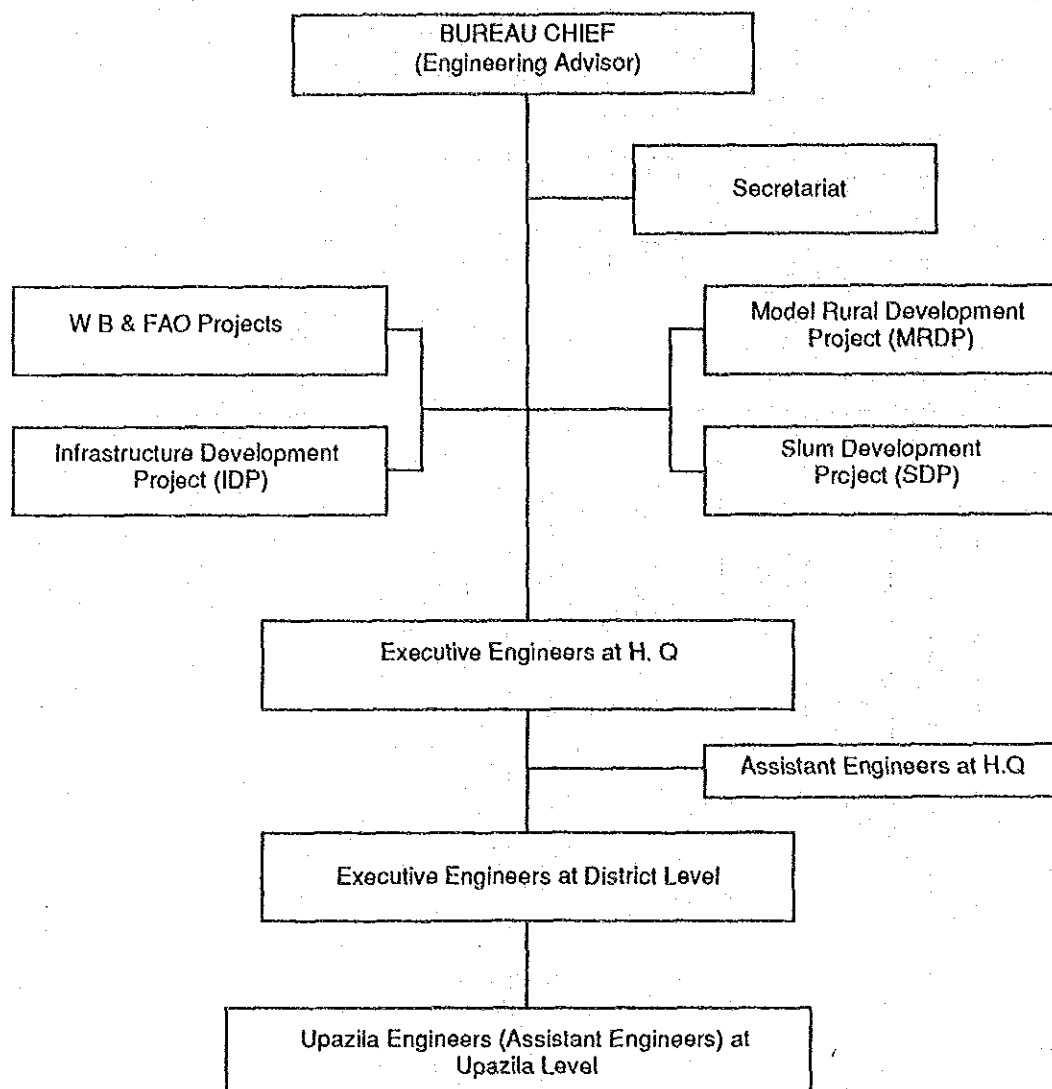 BUREAU CHIEF
(Engineering Advisor)
Secretariat
W B & FAO Projects
Model Rural Development
Project (MRDP)
Infrastructure Development
Project (IDP)
Slum Development
Project (SDP)
Executive Engineers at H. Q
Assistant Engineers at H.Q
Executive Engineers at District Level
Upazila Engineers (Assistant Engineers) at
Upazila Level